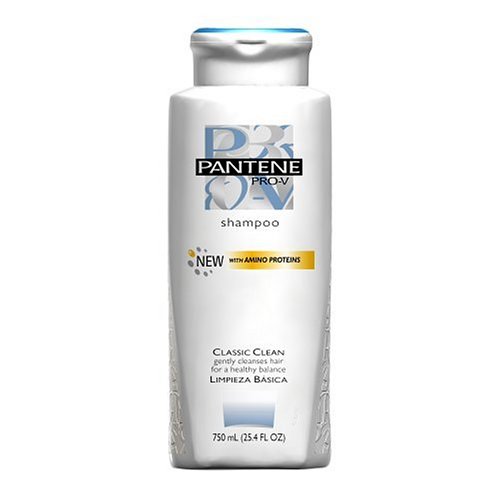 PANTENE
PRO-V
shampoo
NEW WITH AMINO PROTEINS
CLASSIC CLEAN
gently cleanses hair
for a healthy balance
LIMPIEZA BÁSICA
750 mL (25.4 FL OZ)